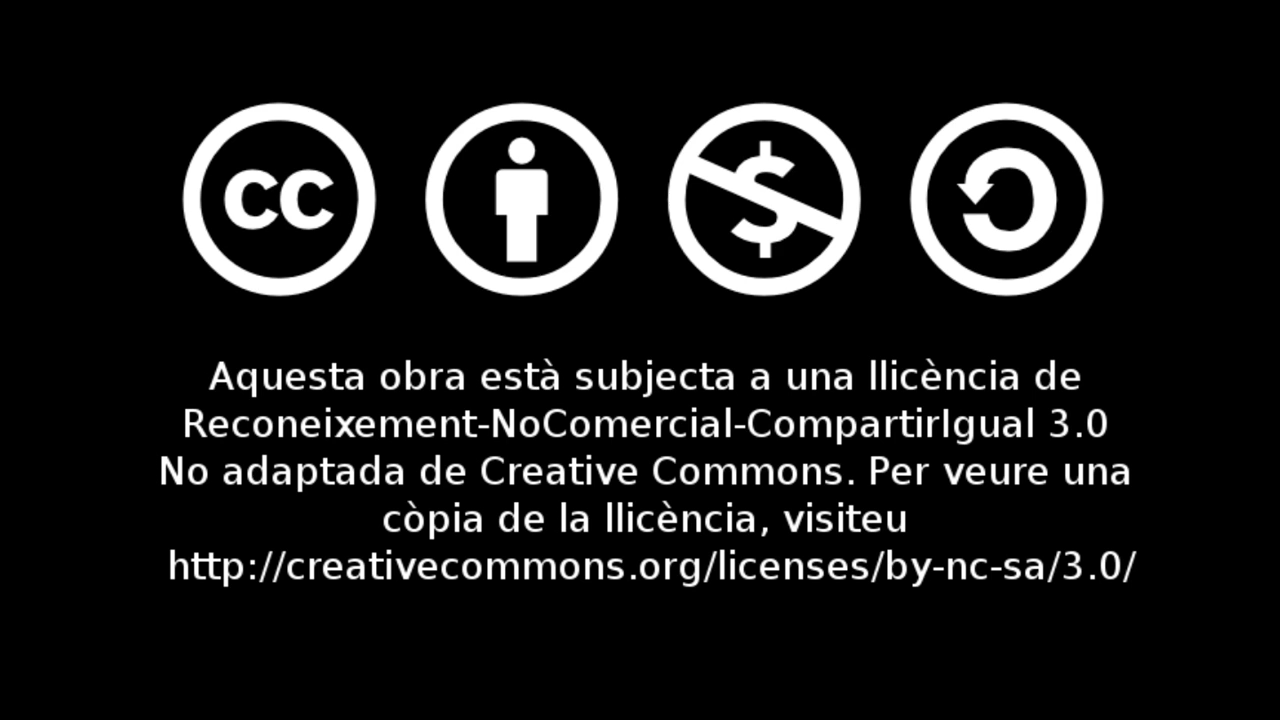 cc
$
Aquesta obra està subjecta a una llicència de
Reconeixement-NoComercial-CompartirIgual 3.0
No adaptada de Creative Commons. Per veure una
còpia de la llicència, visiteu
http://creativecommons.org/licenses/by-nc-sa/3.0/